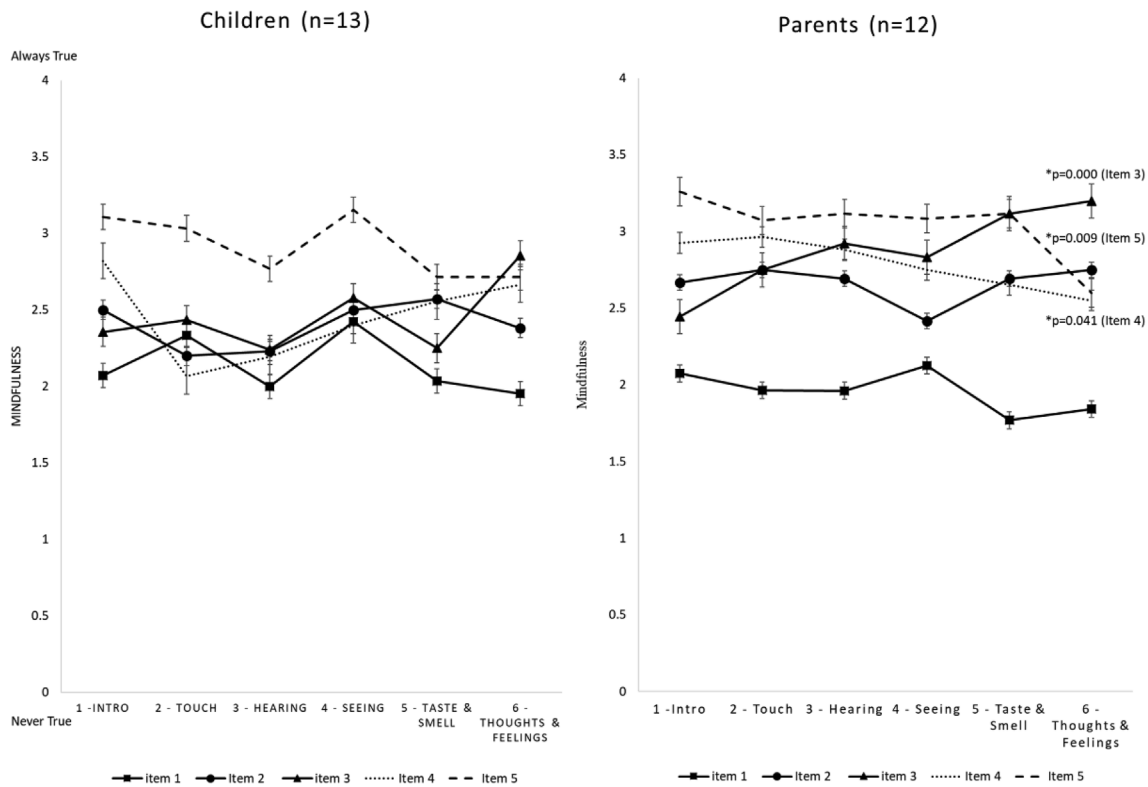 Children (n=13)
Always True
4
3.5
3
2.5
2
1.5
1
0.5
0
MINDFULNESS
Never True
1 -INTRO
2 - TOUCH
3 - HEARING
4 - SEEING
5 - TASTE &
SMELL
6 -
THOUGHTS &
FEELINGS
item 1
Item 2
item 3
Item 4
Item 5
Parents (n=12)
4
3.5
3
2.5
2
1.5
1
0.5
0
Mindfulness
*p=0.000 (Item 3)
*p=0.009 (Item 5)
*p=0.041 (Item 4)
1 -Intro
2 - Touch
3 - Hearing
4 - Seeing
5 - Taste &
Smell
6 -
Thoughts &
Feelings
item 1
Item 2
item 3
Item 4
Item 5